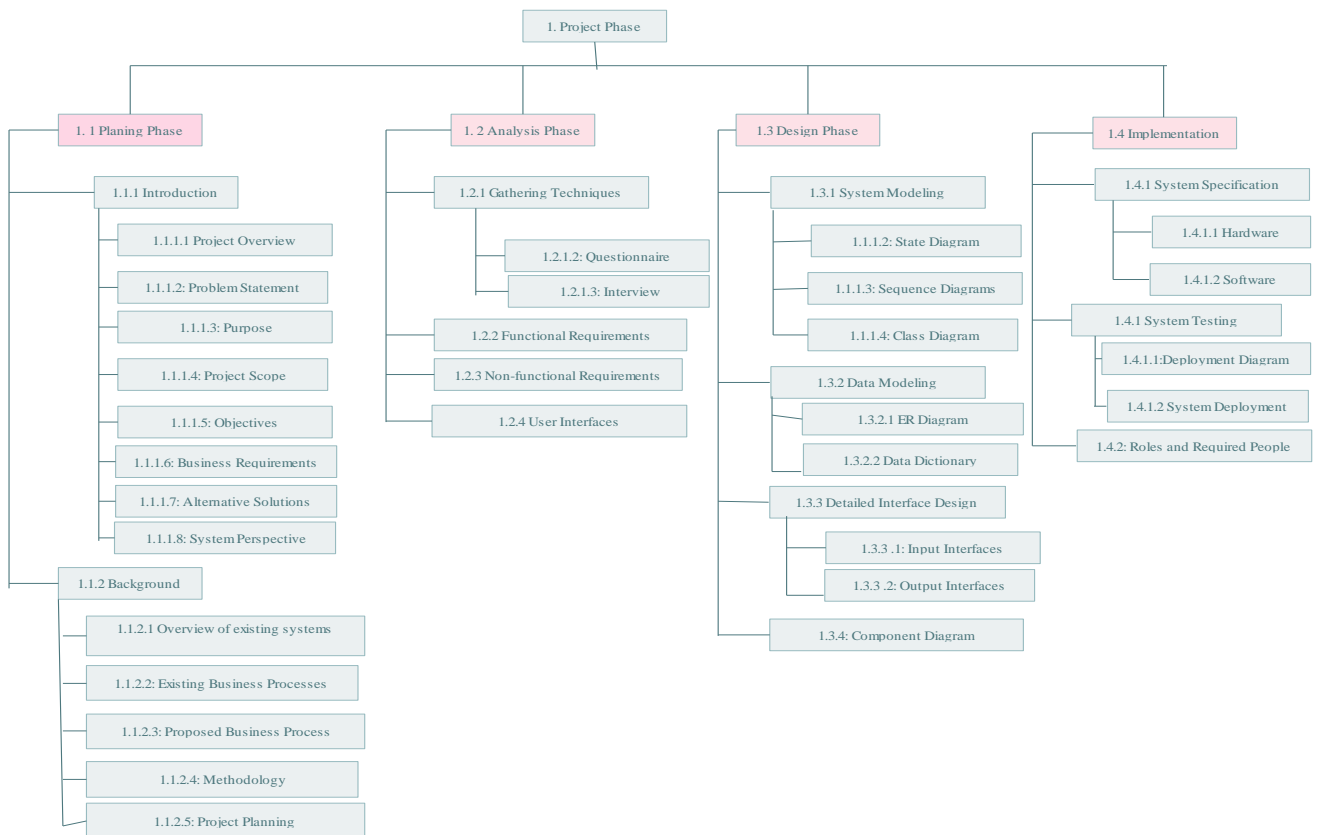 1. Project Phase
1. 1 Planing Phase
1.1.1 Introduction
1.1.1.1 Project Overview
1.1.1.2: Problem Statement
1.1.1.3: Purpose
1.1.1.4: Project Scope
1.1.1.5: Objectives
1.1.1.6: Business Requirements
1.1.1.7: Alternative Solutions
1.1.1.8: System Perspective
1.1.2 Background
1.1.2.1 Overview of existing systems
1.1.2.2: Existing Business Processes
1.1.2.3: Proposed Business Process
1.1.2.4: Methodology
1.1.2.5: Project Planning
1. 2 Analysis Phase
1.2.1 Gathering Techniques
1.2.1.2: Questionnaire
1.2.1.3: Interview
1.2.2 Functional Requirements
1.2.3 Non-functional Requirements
1.2.4 User Interfaces
1.3 Design Phase
1.3.1 System Modeling
1.1.1.2: State Diagram
1.1.1.3: Sequence Diagrams
1.1.1.4: Class Diagram
1.3.2 Data Modeling
1.3.2.1 ER Diagram
1.3.2.2 Data Dictionary
1.3.3 Detailed Interface Design
1.3.3 .1: Input Interfaces
1.3.3 .2: Output Interfaces
1.3.4: Component Diagram
1.4 Implementation
1.4.1 System Specification
1.4.1.1 Hardware
1.4.1.2 Software
1.4.1 System Testing
1.4.1.1:Deployment Diagram
1.4.1.2 System Deployment
1.4.2: Roles and Required People